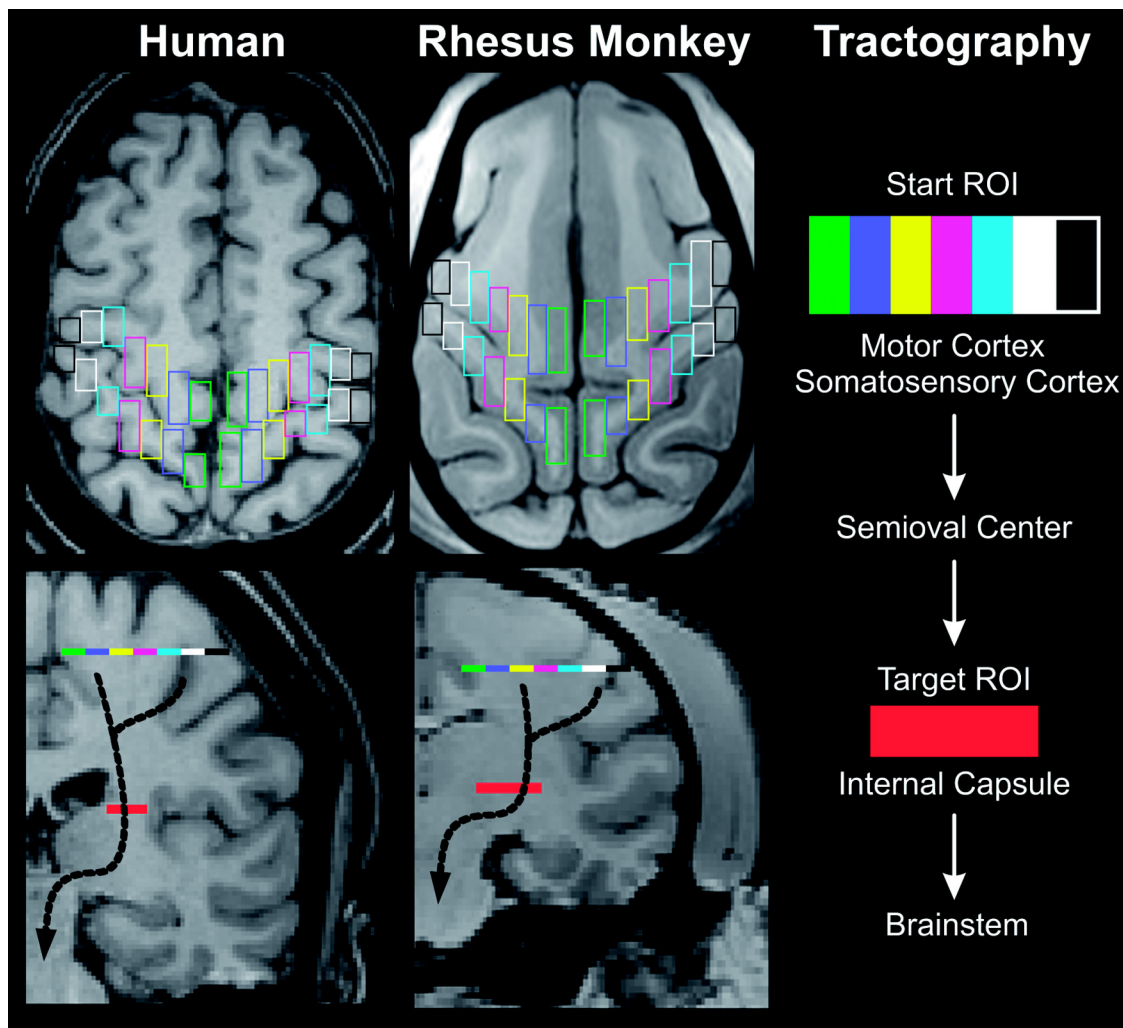 Human
Rhesus Monkey
Tractography
Start ROI
Motor Cortex
Somatosensory Cortex
Semioval Center
Target ROI
Internal Capsule
Brainstem